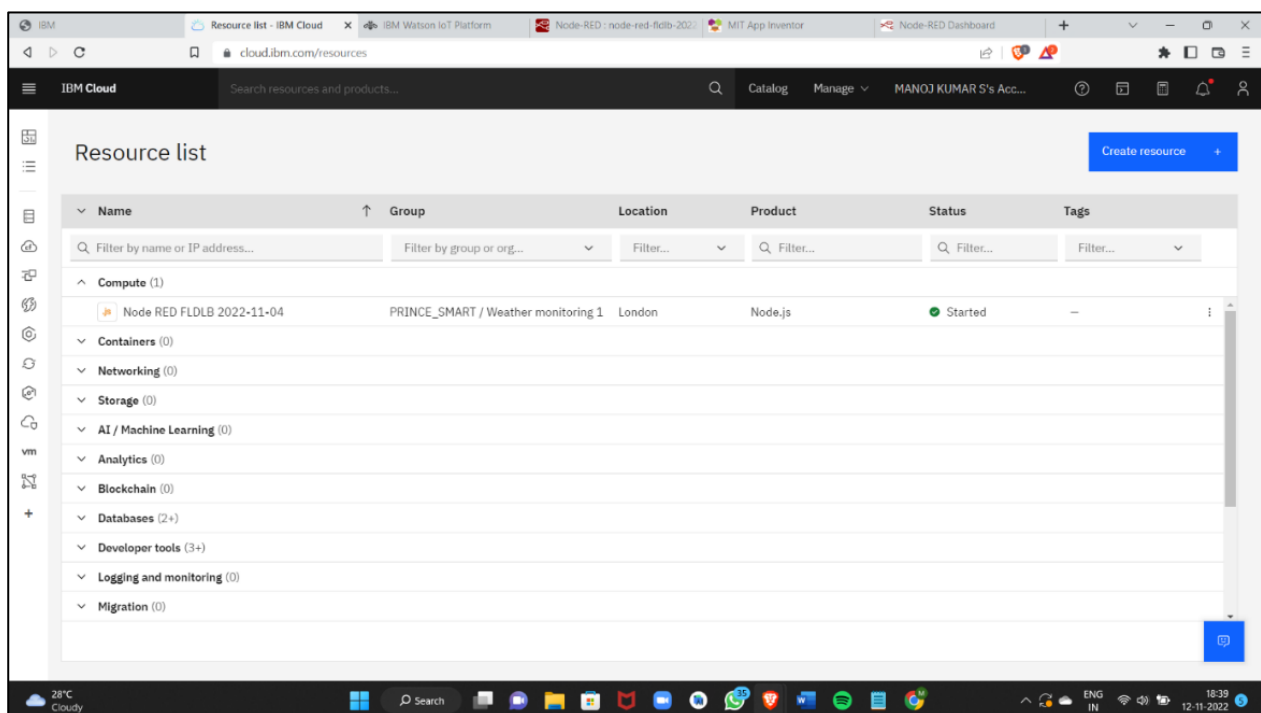 IBM
Resource list - IBM Cloud
IBM Watson IoT Platform
Node-RED : node-red-fldlb-2022
MIT App Inventor
Node-RED Dashboard
cloud.ibm.com/resources
IBM Cloud
Search resources and products...
Catalog
Manage
MANOJ KUMAR S's Acc...
Resource list
Create resource +
Name Group Location Product Status Tags
Filter by name or IP address... Filter by group or org... Filter... Filter... Filter... Filter...
Compute (1)
Node RED FLDLB 2022-11-04 PRINCE_SMART / Weather monitoring 1 London Node.js Started –
Containers (0)
Networking (0)
Storage (0)
AI / Machine Learning (0)
vm
Analytics (0)
Blockchain (0)
Databases (2+)
Developer tools (3+)
Logging and monitoring (0)
Migration (0)
28°C
Cloudy
Search
35
ENG
IN
18:39
12-11-2022
5